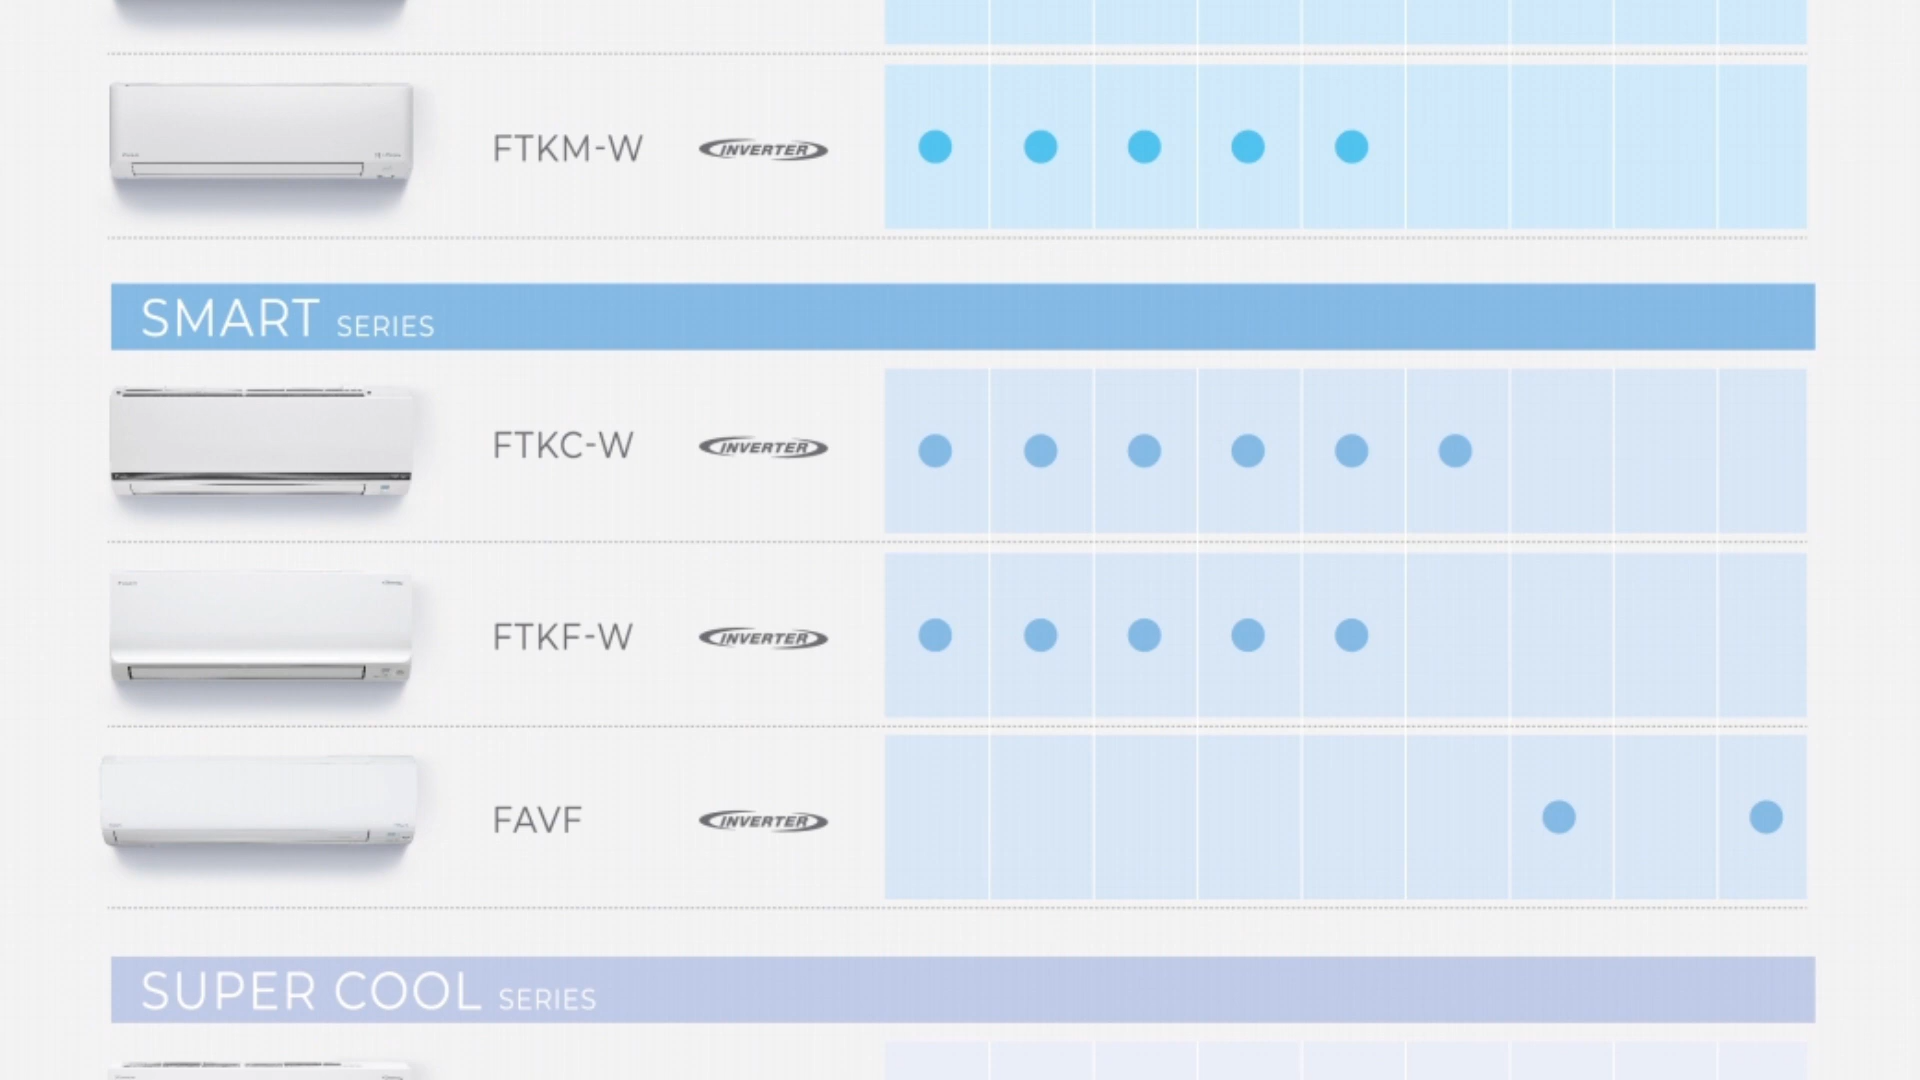 FTKM-W INVERTER
SMART SERIES
FTKC-W INVERTER
FTKF-W INVERTER
FAVF INVERTER
SUPER COOL SERIES